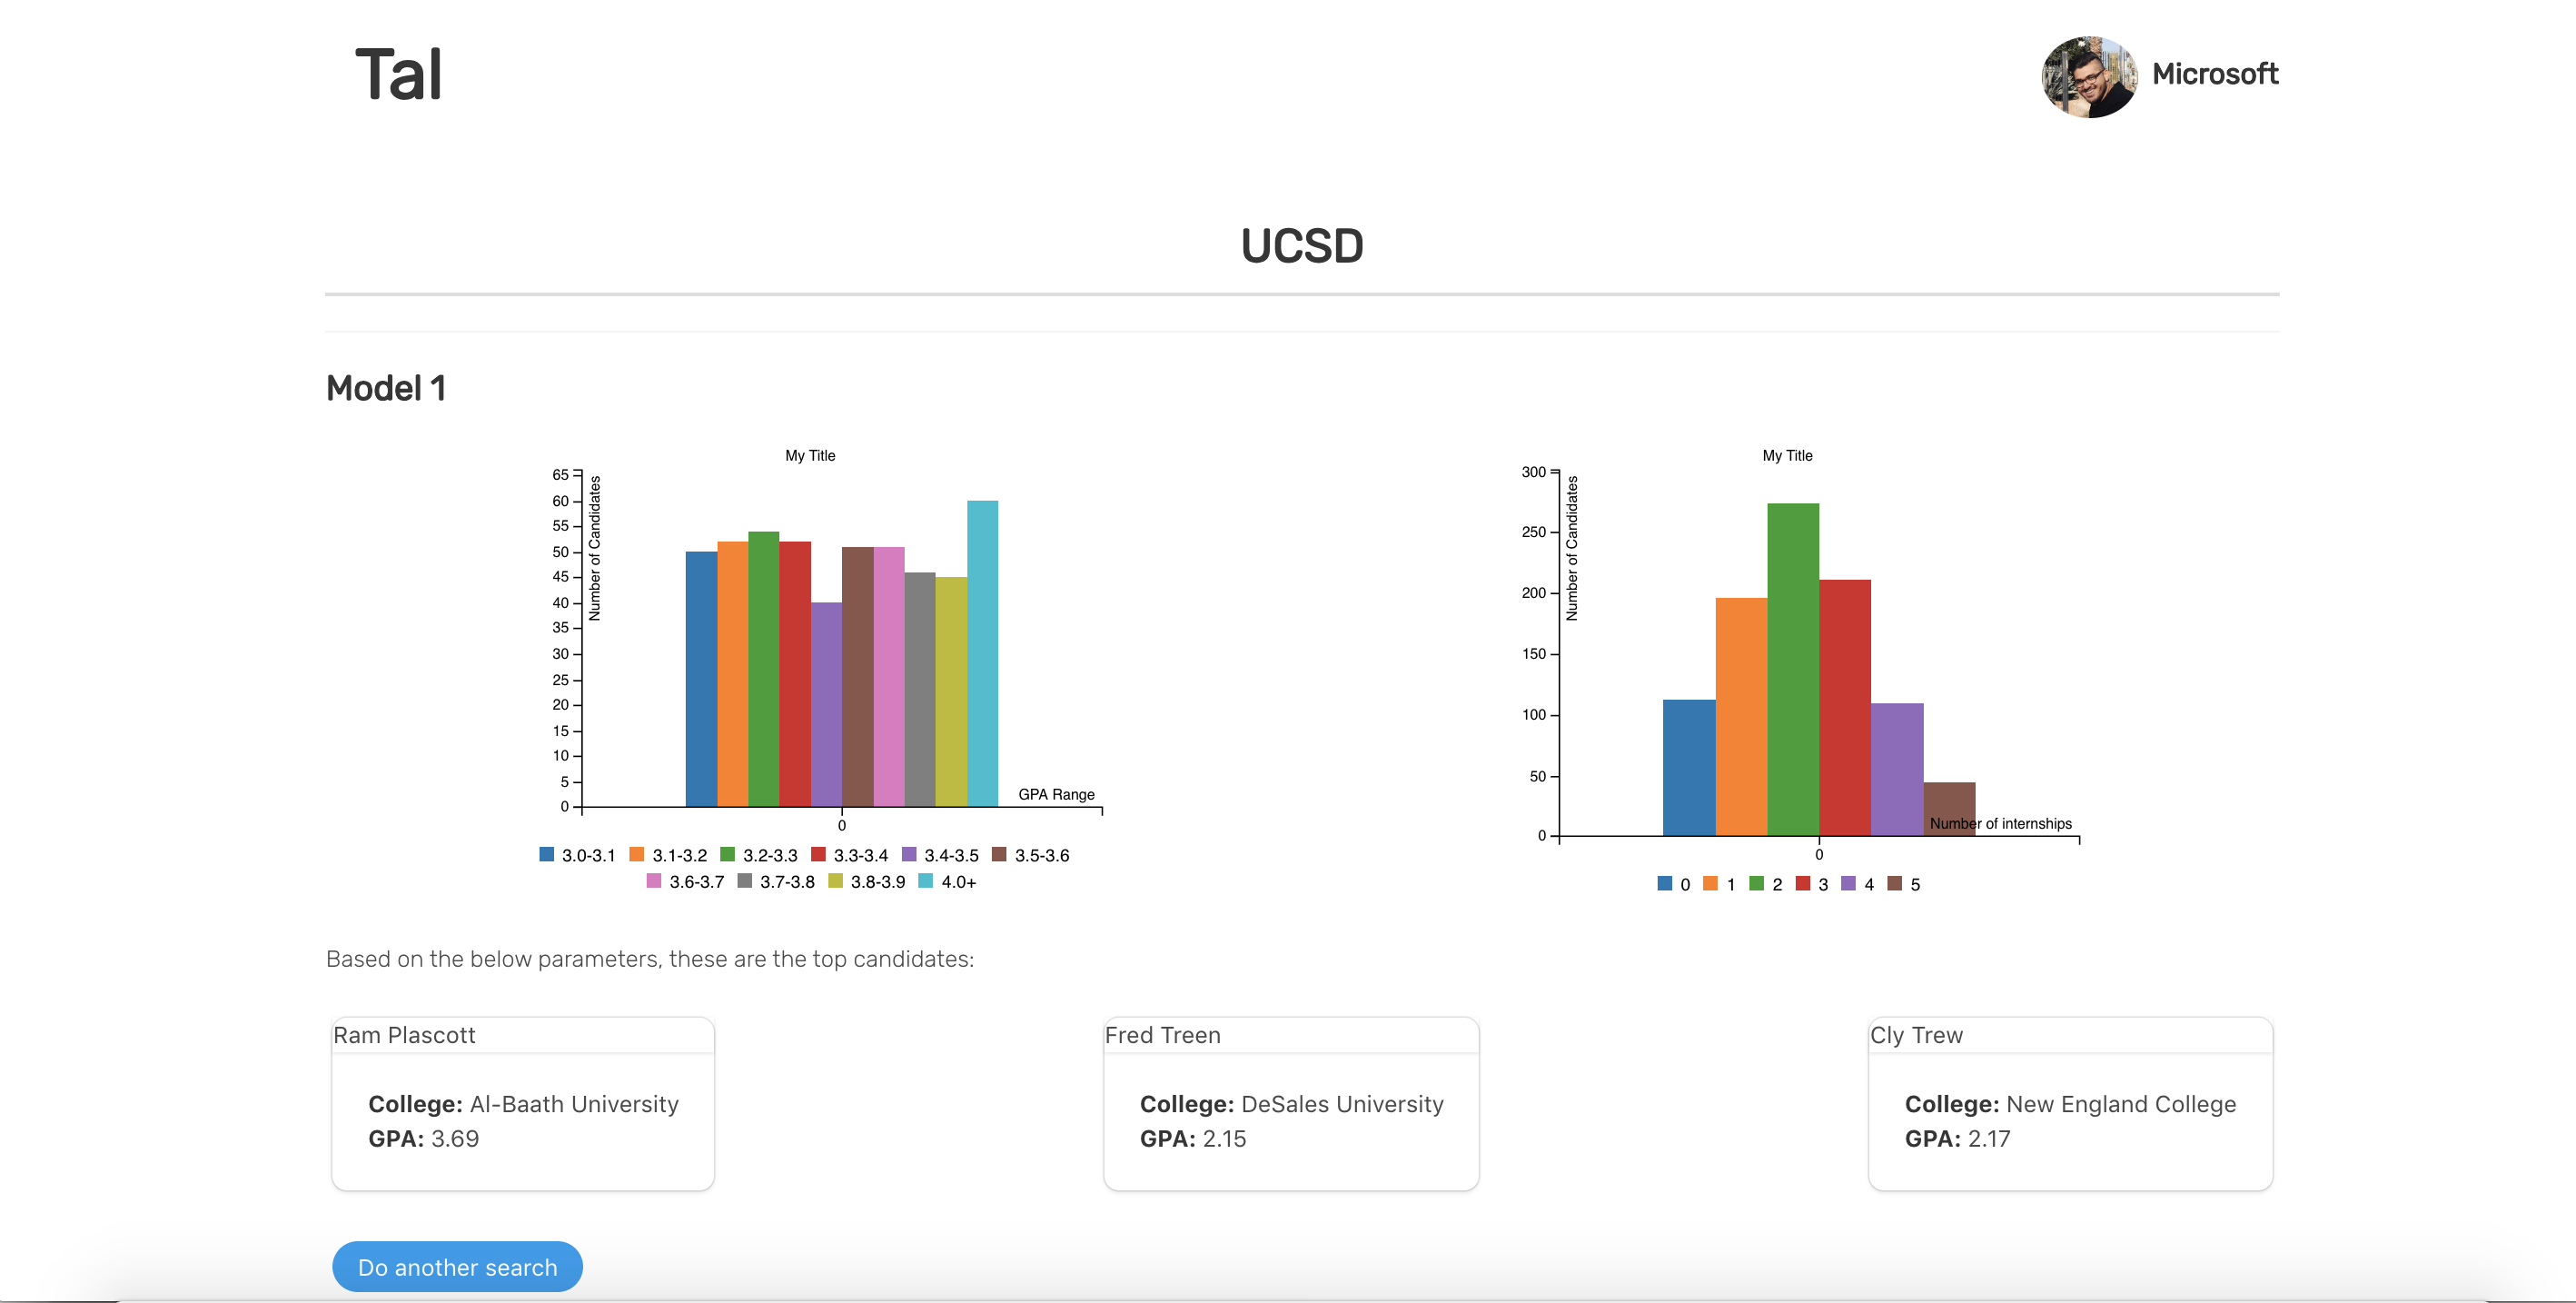 Tal
Microsoft
UCSD
Model 1
My Title
65
60
55
50
45
40
35
30
25
20
15
10
5
0
Number of Candidates
GPA Range
0
3.0-3.1 3.1-3.2 3.2-3.3 3.3-3.4 3.4-3.5 3.5-3.6
3.6-3.7 3.7-3.8 3.8-3.9 4.0+
My Title
300
250
200
150
100
50
0
Number of Candidates
Number of internships
0
0 1 2 3 4 5
Based on the below parameters, these are the top candidates:
Ram Plascott
College: Al-Baath University
GPA: 3.69
Fred Treen
College: DeSales University
GPA: 2.15
Cly Trew
College: New England College
GPA: 2.17
Do another search